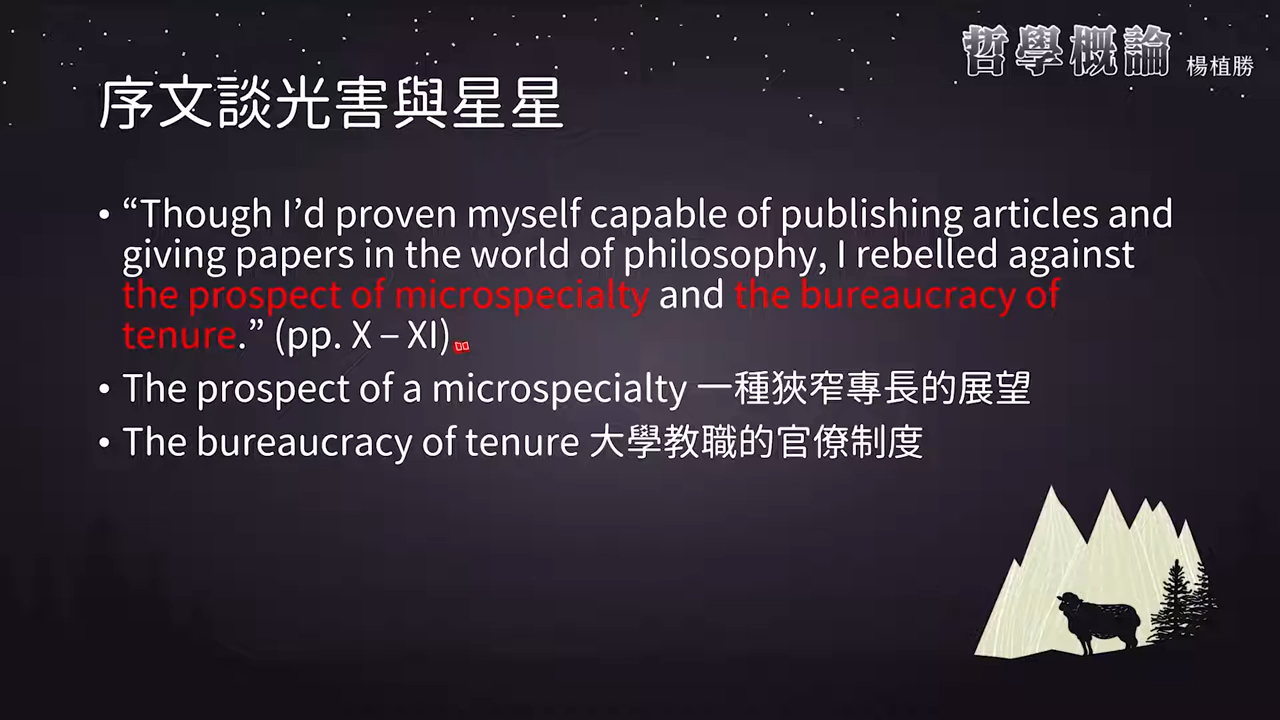 哲學概論 楊植勝
序文談光害與星星
• “Though I’d proven myself capable of publishing articles and
giving papers in the world of philosophy, I rebelled against
the prospect of microspecialty and the bureaucracy of
tenure.” (pp. X – XI)
• The prospect of a microspecialty 一種狹窄專長的展望
• The bureaucracy of tenure 大學教職的官僚制度